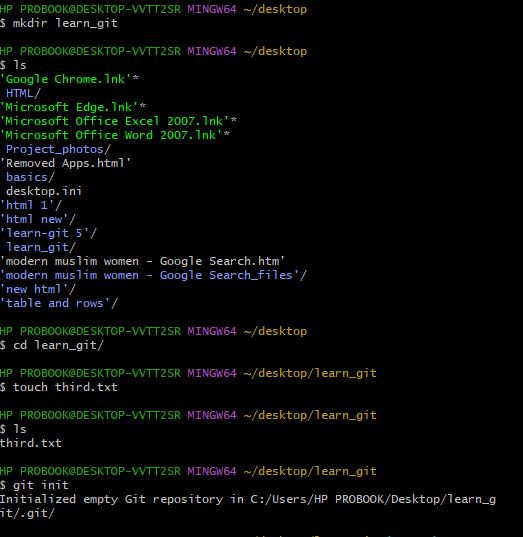 HP PROBOOK@DESKTOP-VVTT2SR MINGW64 ~/desktop
$ mkdir learn_git
HP PROBOOK@DESKTOP-VVTT2SR MINGW64 ~/desktop
$ ls
'Google Chrome.lnk'*
HTML/
'Microsoft Edge.lnk'*
'Microsoft Office Excel 2007.lnk'*
'Microsoft Office Word 2007.lnk'*
Project_photos/
'Removed Apps.html'
basics/
desktop.ini
'html 1'/
'html new'/
'learn-git 5'/
learn_git/
'modern muslim women - Google Search.htm'
'modern muslim women - Google Search_files'/
'new html'/
'table and rows'/
HP PROBOOK@DESKTOP-VVTT2SR MINGW64 ~/desktop
$ cd learn_git/
HP PROBOOK@DESKTOP-VVTT2SR MINGW64 ~/desktop/learn_git
$ touch third.txt
HP PROBOOK@DESKTOP-VVTT2SR MINGW64 ~/desktop/learn_git
$ ls
third.txt
HP PROBOOK@DESKTOP-VVTT2SR MINGW64 ~/desktop/learn_git
$ git init
Initialized empty Git repository in C:/Users/HP PROBOOK/Desktop/learn_g
it/.git/